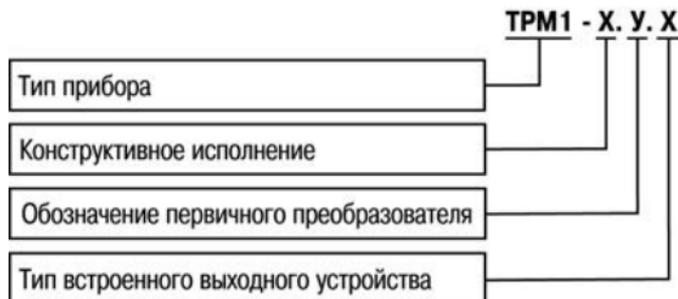 ТРМ1 - Х. У. Х
Тип прибора
Конструктивное исполнение
Обозначение первичного преобразователя
Тип встроенного выходного устройства